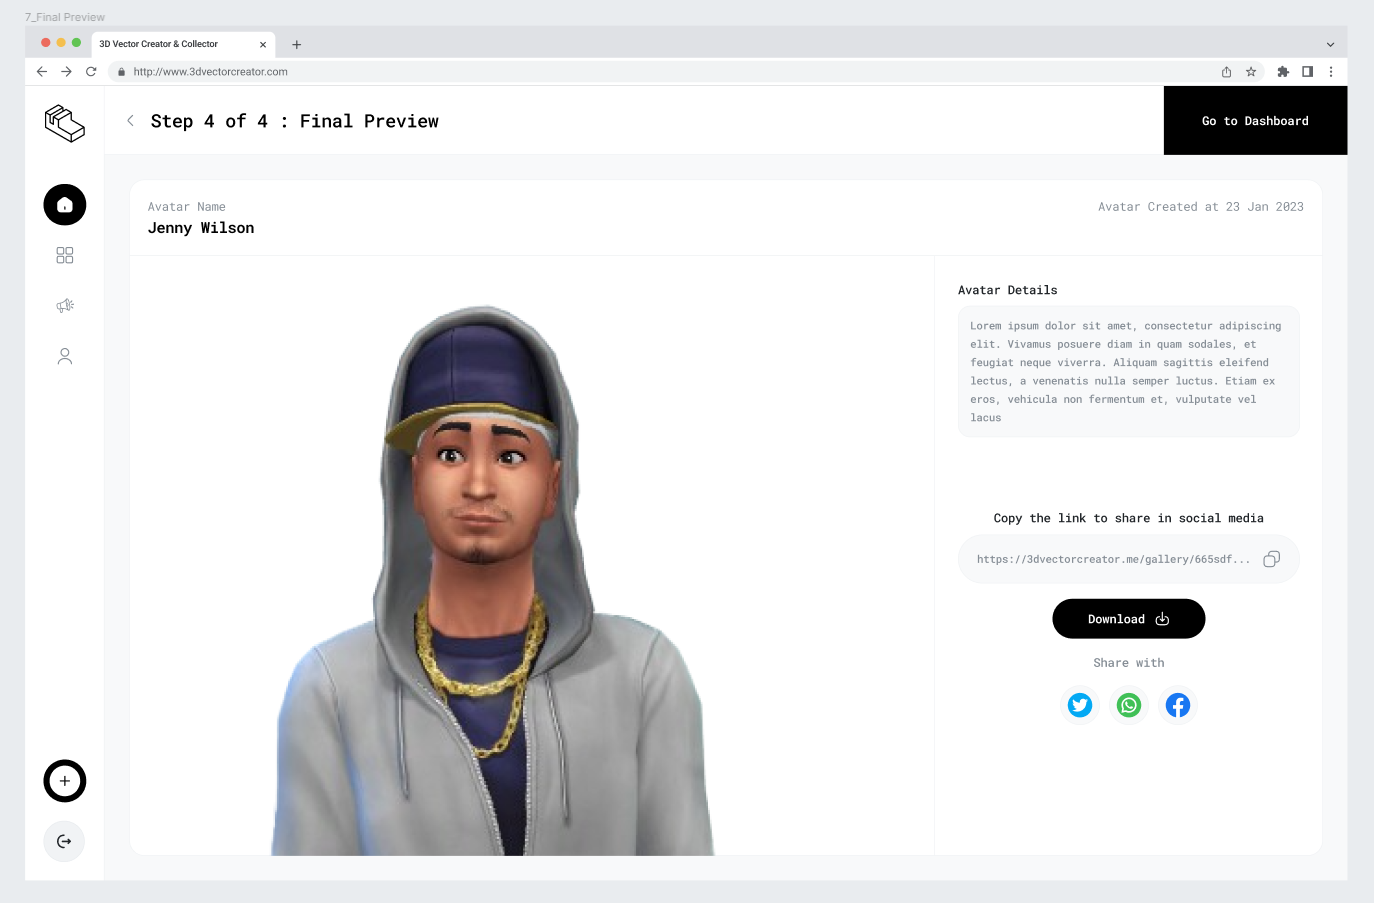 7_Final Preview
3D Vector Creator & Collector
http://www.3dvectorcreator.com
Step 4 of 4 : Final Preview
Go to Dashboard
Avatar Name
Avatar Created at 23 Jan 2023
Jenny Wilson
Avatar Details
Lorem ipsum dolor sit amet, consectetur adipiscing
elit. Vivamus posuere diam in quam sodales, et
feugiat neque viverra. Aliquam sagittis eleifend
lectus, a venenatis nulla semper luctus. Etiam ex
eros, vehicula non fermentum et, vulputate vel
lacus
Copy the link to share in social media
https://3dvectorcreator.me/gallery/665sdf...
Download
Share with